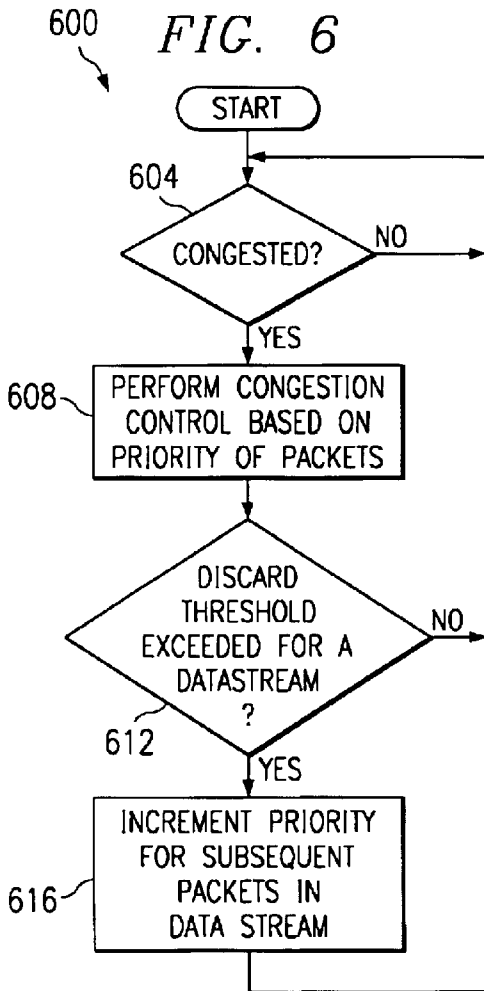 FIG. 6
600
START
604
CONGESTED?
NO
YES
608
PERFORM CONGESTION
CONTROL BASED ON
PRIORITY OF PACKETS
DISCARD
THRESHOLD
EXCEEDED FOR A
DATASTREAM
?
NO
612
YES
616
INCREMENT PRIORITY
FOR SUBSEQUENT
PACKETS IN
DATA STREAM